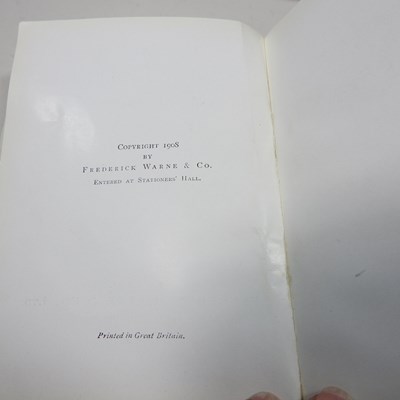 COPYRIGHT 1908
BY
FREDERICK WARNE & CO.
ENTERED AT STATIONERS' HALL.
Printed in Great Britain.